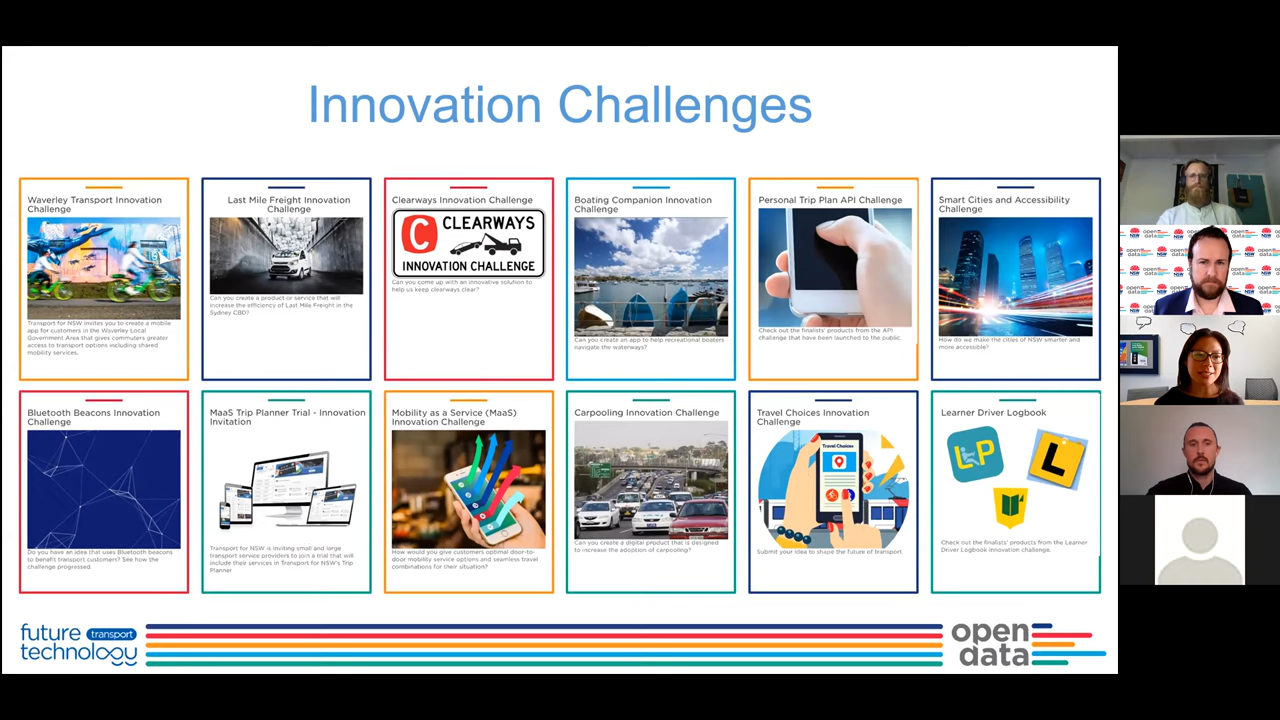 Innovation Challenges
Waverley Transport Innovation
Challenge
Transport for NSW invites you to create a mobile
app for customers in the Waverley Local
Government Area that gives commuters greater
access to transport options including shared
mobility services.
Last Mile Freight Innovation
Challenge
Can you create a product or service that will
increase the efficiency of Last Mile Freight in the
Sydney CBD?
Clearways Innovation Challenge
C CLEARWAYS
INNOVATION CHALLENGE
Can you come up with an innovative solution to
help us keep clearways clear?
Boating Companion Innovation
Challenge
Can you create an app to help recreational boaters
navigate the waterways?
Personal Trip Plan API Challenge
Check out the finalists' products from the API
challenge that have been launched to the public.
Smart Cities and Accessibility
Challenge
How do we make the cities of NSW smarter and
more accessible?
Bluetooth Beacons Innovation
Challenge
Do you have an idea that uses Bluetooth beacons
to benefit transport customers? See how the
challenge progressed.
MaaS Trip Planner Trial - Innovation
Invitation
Transport for NSW is inviting small and large
transport service providers to join a trial that will
include their services in Transport for NSW's Trip
Planner
Mobility as a Service (MaaS)
Innovation Challenge
How would you give customers optimal door-to-
door mobility service options and seamless travel
combinations for their situation?
Carpooling Innovation Challenge
Can you create a digital product that is designed
to increase the adoption of carpooling?
Travel Choices Innovation
Challenge
Travel Choices
Submit your idea to shape the future of transport.
Learner Driver Logbook
L P
L
Check out the finalists' products from the Learner
Driver Logbook innovation challenge.
future transport
technology
open
data